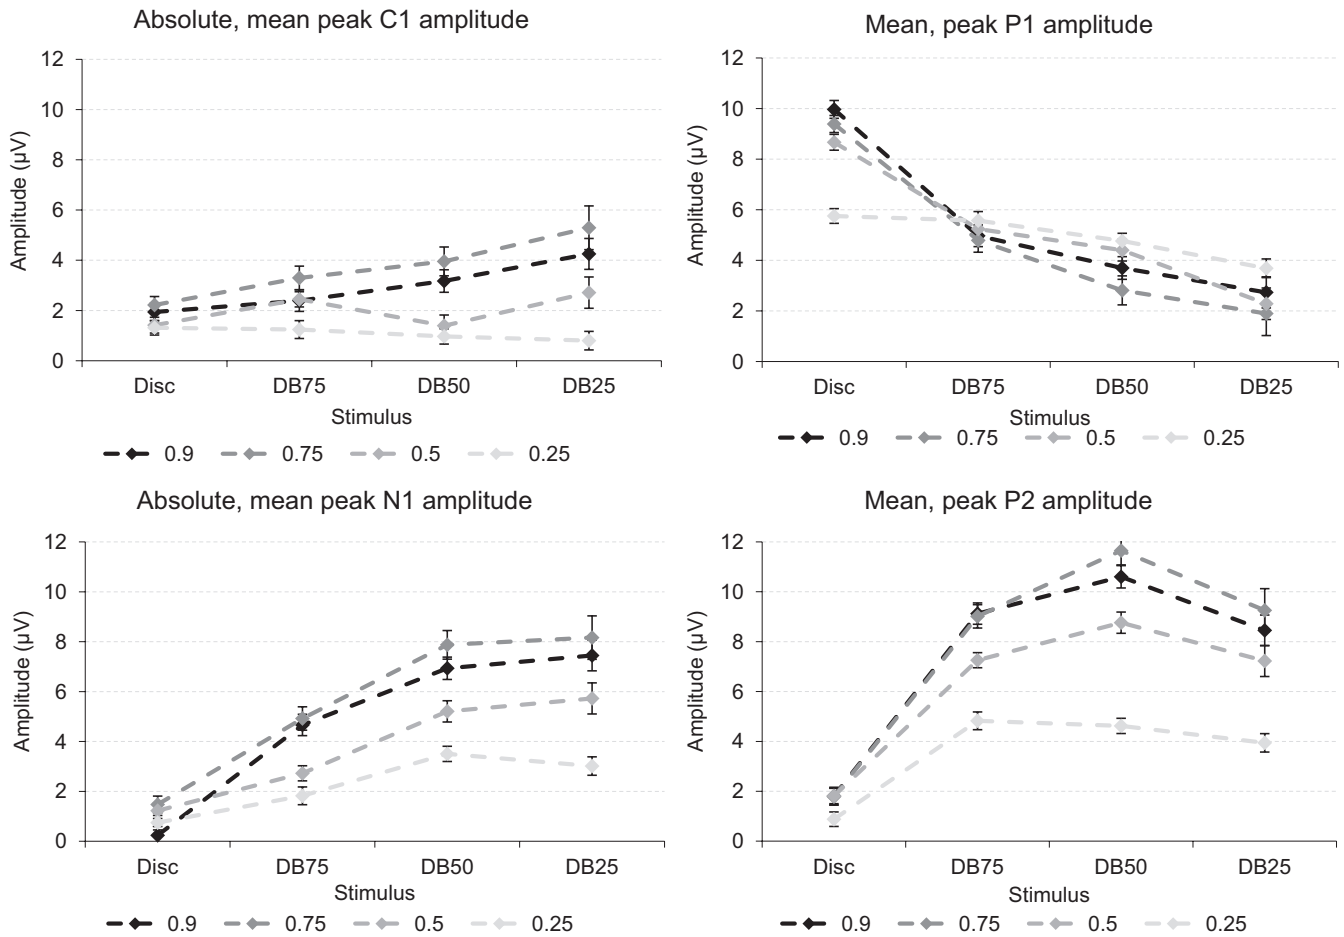 Absolute, mean peak C1 amplitude
12
10
8
6
4
2
0
Amplitude (µV)
Disc DB75 DB50 DB25
Stimulus
0.9 0.75 0.5 0.25
Mean, peak P1 amplitude
12
10
8
6
4
2
0
Amplitude (µV)
Disc DB75 DB50 DB25
Stimulus
0.9 0.75 0.5 0.25
Absolute, mean peak N1 amplitude
12
10
8
6
4
2
0
Amplitude (µV)
Disc DB75 DB50 DB25
Stimulus
0.9 0.75 0.5 0.25
Mean, peak P2 amplitude
12
10
8
6
4
2
0
Amplitude (µV)
Disc DB75 DB50 DB25
Stimulus
0.9 0.75 0.5 0.25